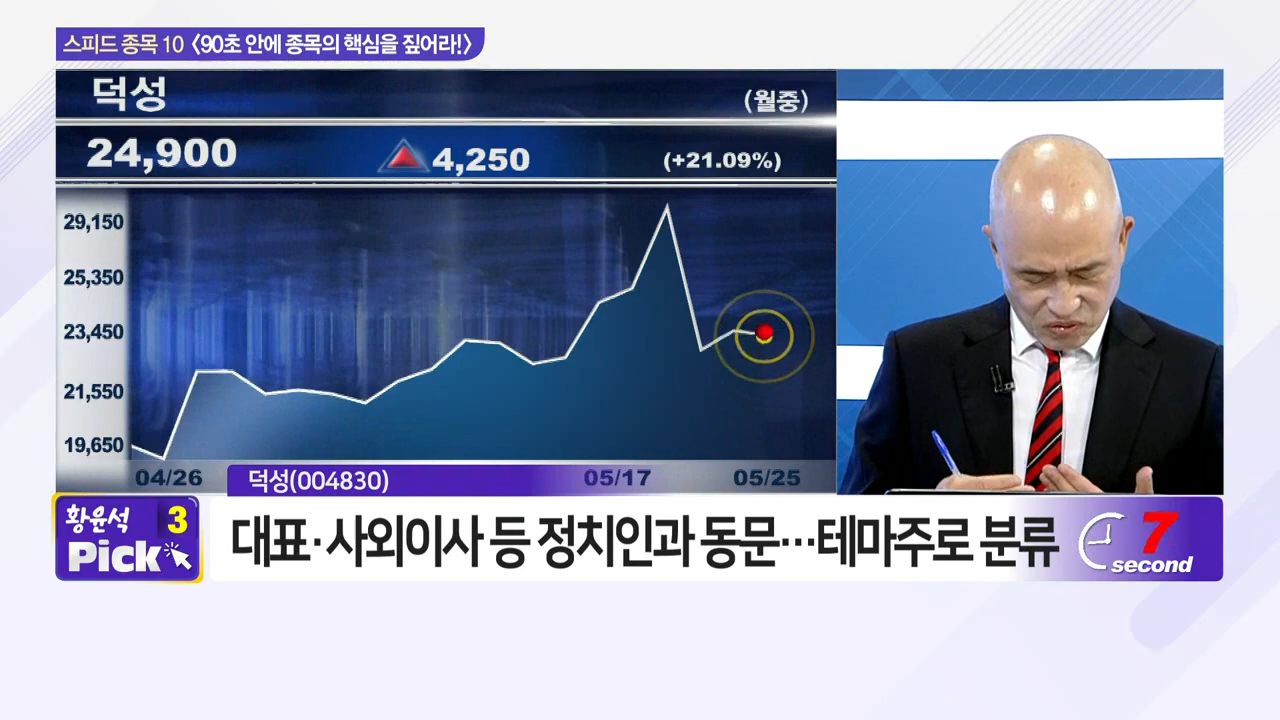 스피드 종목 10 <90초 안에 종목의 핵심을 짚어라!>
덕성
(월중)
24,900
4,250
(+21.09%)
29,150
25,350
23,450
21,550
19,650
04/26
05/17
05/25
덕성(004830)
황윤석 3
Pick
대표·사외이사 등 정치인과 동문…테마주로 분류
7
second